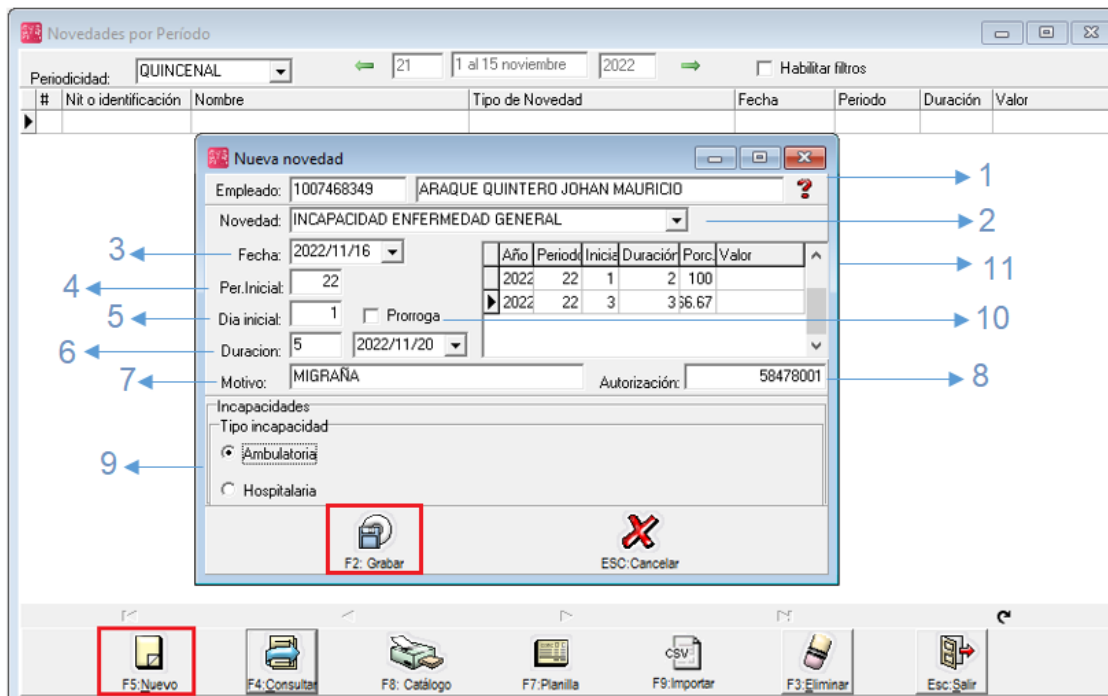 Novedades por Período
Periodicidad: QUINCENAL 21 1 al 15 noviembre 2022 Habilitar filtros
# Nit o identificación Nombre Tipo de Novedad Fecha Periodo Duración Valor
Nueva novedad
Empleado: 1007468349 ARAQUE QUINTERO JOHAN MAURICIO ? 1
Novedad: INCAPACIDAD ENFERMEDAD GENERAL 2
3 Fecha: 2022/11/16
Año Period Inicia Duración Porc. Valor 11
4 Per.Inicial: 22
2022 22 1 2 100
2022 22 3 3 66.67
5 Dia inicial: 1 Prorroga 10
6 Duracion: 5 2022/11/20
7 Motivo: MIGRAÑA Autorización: 58478001 8
Incapacidades
Tipo incapacidad
9 Ambulatoria
Hospitalaria
F2: Grabar ESC:Cancelar
CSV
F5:Nuevo F4:Consultar F8: Catálogo F7:Planilla F9:Importar F3:Eliminar Esc:Salir